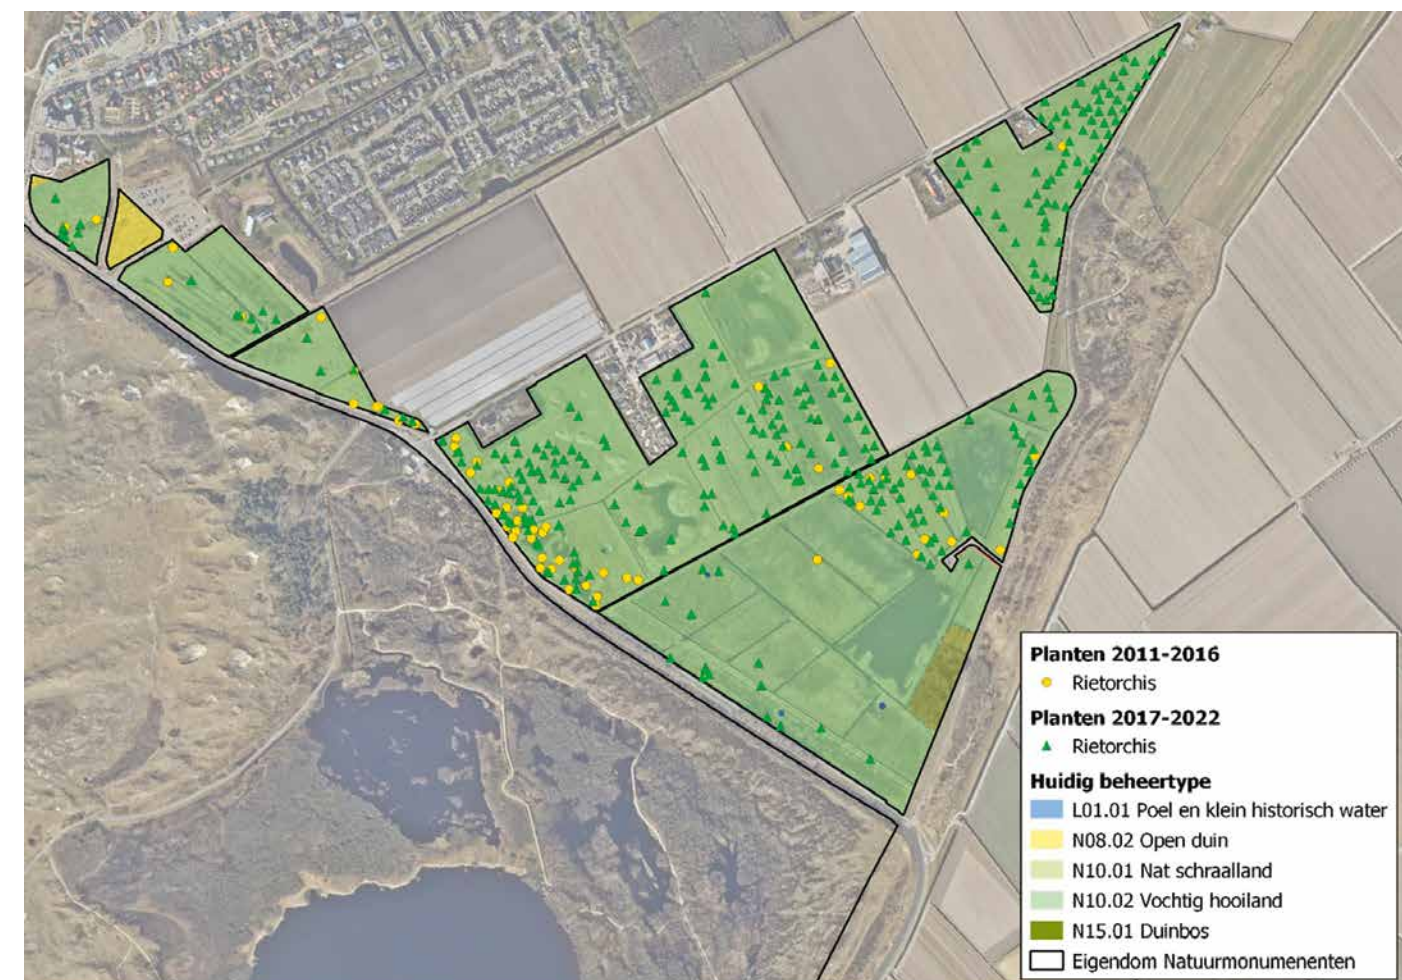 Planten 2011-2016
Rietorchis
Planten 2017-2022
Rietorchis
Huidig beheertype
L01.01 Poel en klein historisch water
N08.02 Open duin
N10.01 Nat schraalland
N10.02 Vochtig hooiland
N15.01 Duinbos
Eigendom Natuurmonumenenten